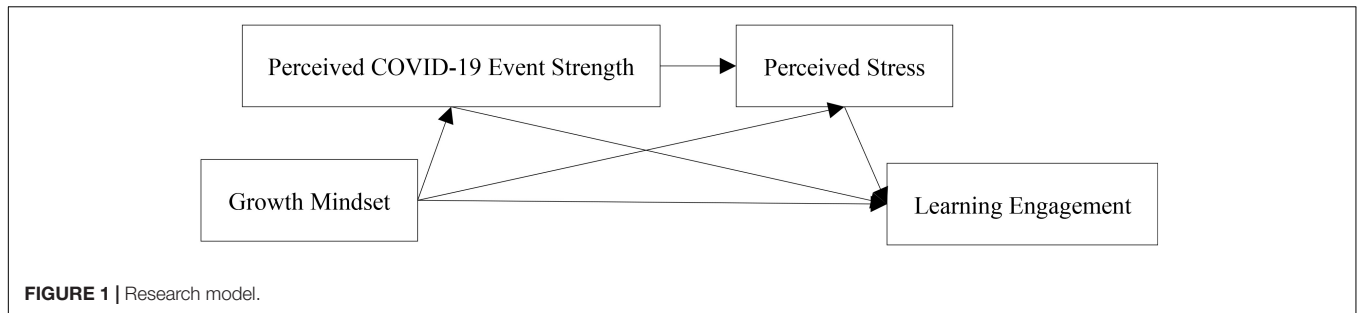 Perceived COVID-19 Event Strength
Perceived Stress
Growth Mindset
Learning Engagement
FIGURE 1 | Research model.